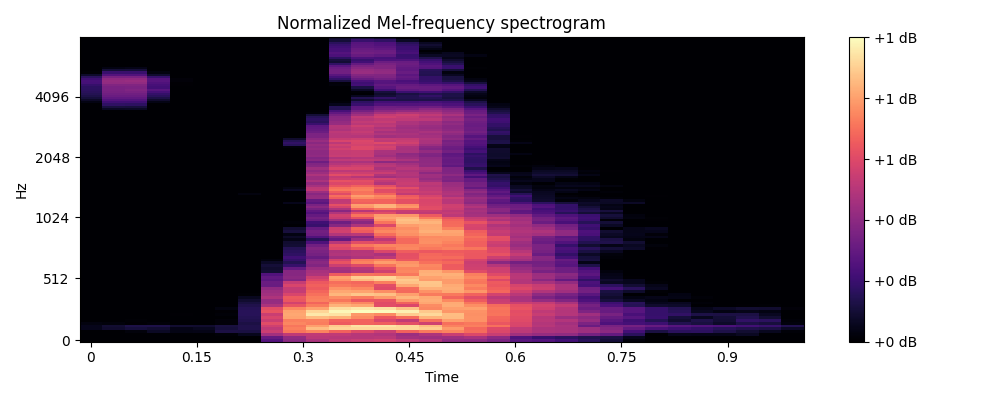 Normalized Mel-frequency spectrogram
Hz
4096
2048
1024
512
0
0 0.15 0.3 0.45 0.6 0.75 0.9
Time
+1 dB
+1 dB
+1 dB
+0 dB
+0 dB
+0 dB